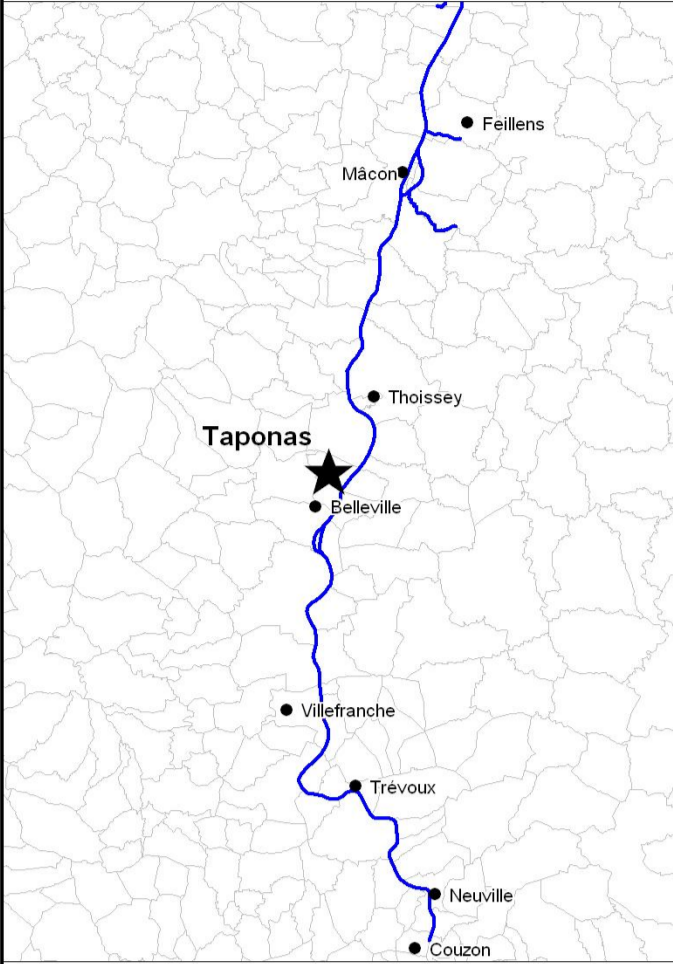 Feillens
Mâcon
Thoissey
Taponas
Belleville
Villefranche
Trévoux
Neuville
Couzon